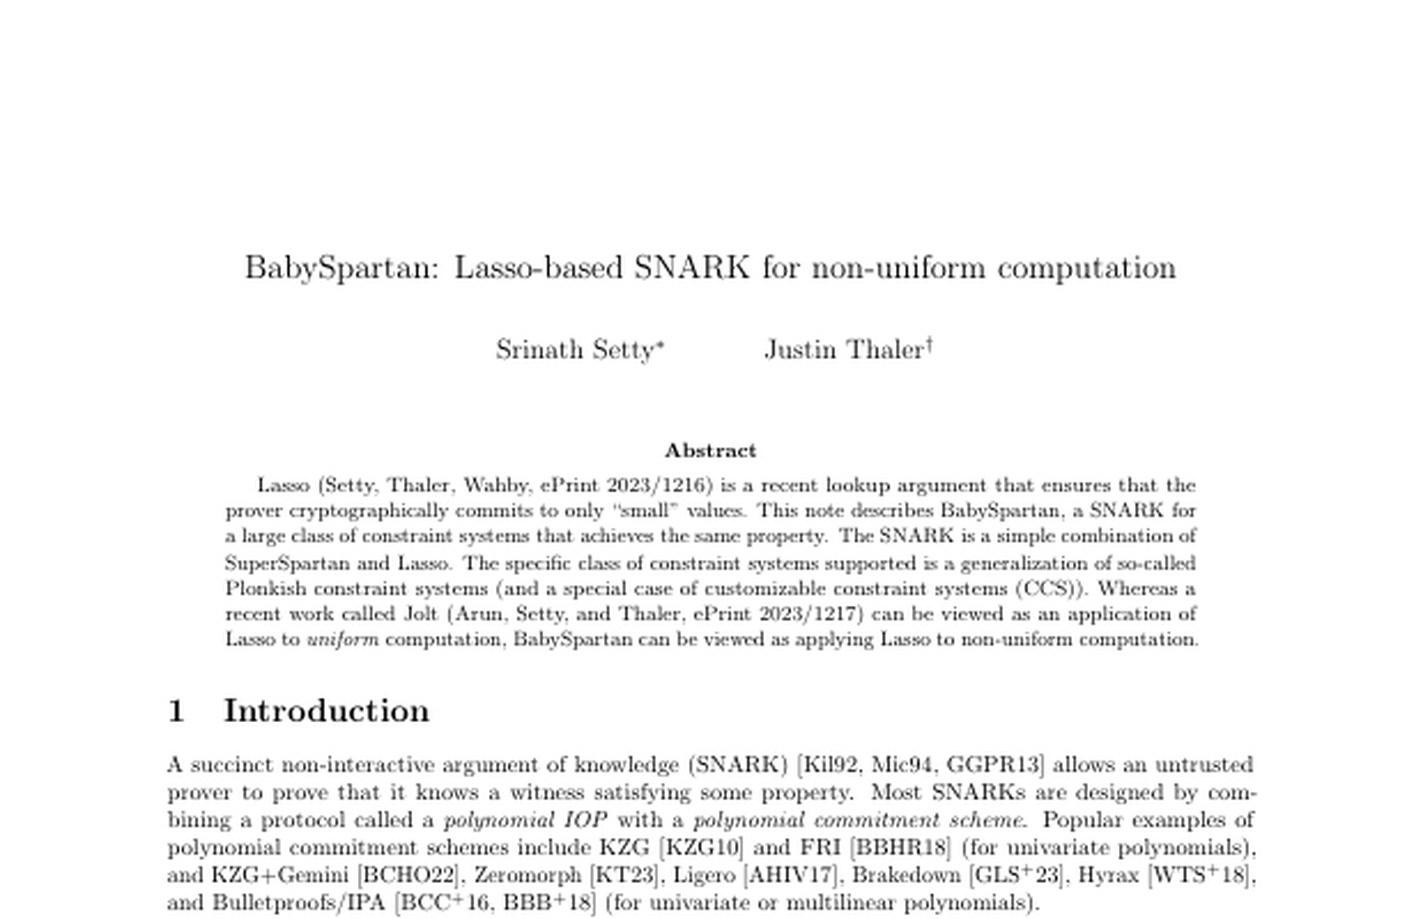 BabySpartan: Lasso-based SNARK for non-uniform computation
Srinath Setty* Justin Thaler†
Abstract
Lasso (Setty, Thaler, Wahby, ePrint 2023/1216) is a recent lookup argument that ensures that the
prover cryptographically commits to only “small” values. This note describes BabySpartan, a SNARK for
a large class of constraint systems that achieves the same property. The SNARK is a simple combination of
SuperSpartan and Lasso. The specific class of constraint systems supported is a generalization of so-called
Plonkish constraint systems (and a special case of customizable constraint systems (CCS)). Whereas a
recent work called Jolt (Arun, Setty, and Thaler, ePrint 2023/1217) can be viewed as an application of
Lasso to uniform computation, BabySpartan can be viewed as applying Lasso to non-uniform computation.
1 Introduction
A succinct non-interactive argument of knowledge (SNARK) [Kil92, Mic94, GGPR13] allows an untrusted
prover to prove that it knows a witness satisfying some property. Most SNARKs are designed by com-
bining a protocol called a polynomial IOP with a polynomial commitment scheme. Popular examples of
polynomial commitment schemes include KZG [KZG10] and FRI [BBHR18] (for univariate polynomials),
and KZG+Gemini [BCHO22], Zeromorph [KT23], Ligero [AHIV17], Brakedown [GLS+23], Hyrax [WTS+18],
and Bulletproofs/IPA [BCC+16, BBB+18] (for univariate or multilinear polynomials).